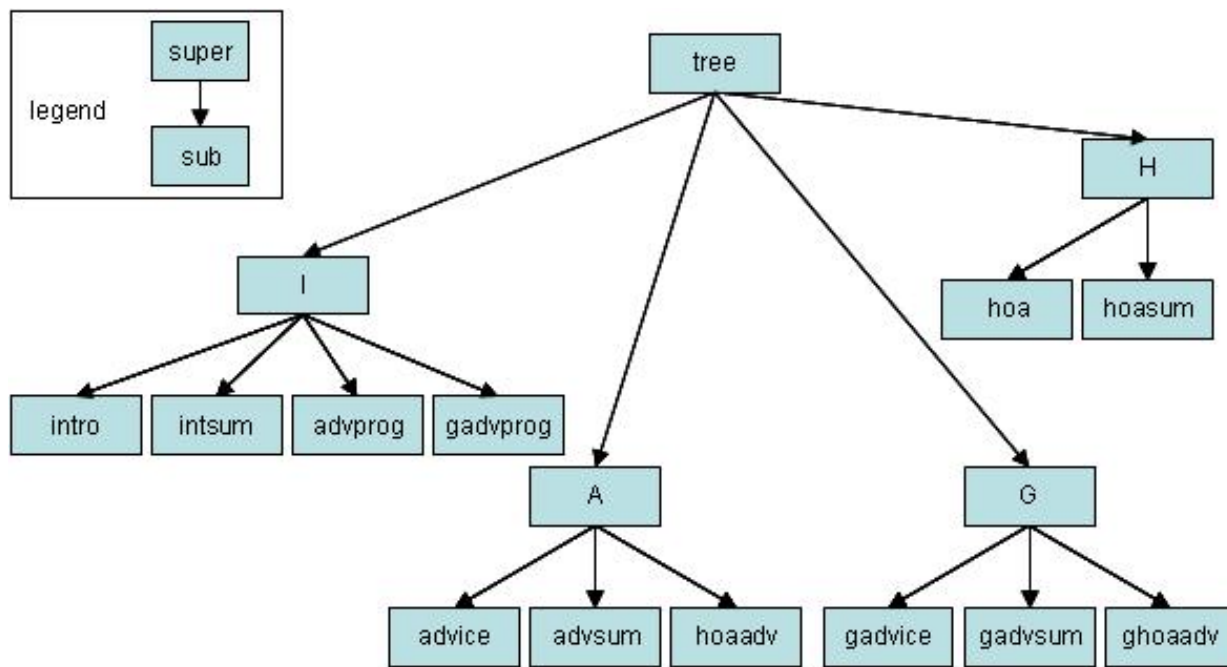 super
legend
sub
tree
H
I
hoa
hoasum
intro
intsum
advprog
gadvprog
A
G
advice
advsum
hoaadv
gadvice
gadvsum
ghoaadv